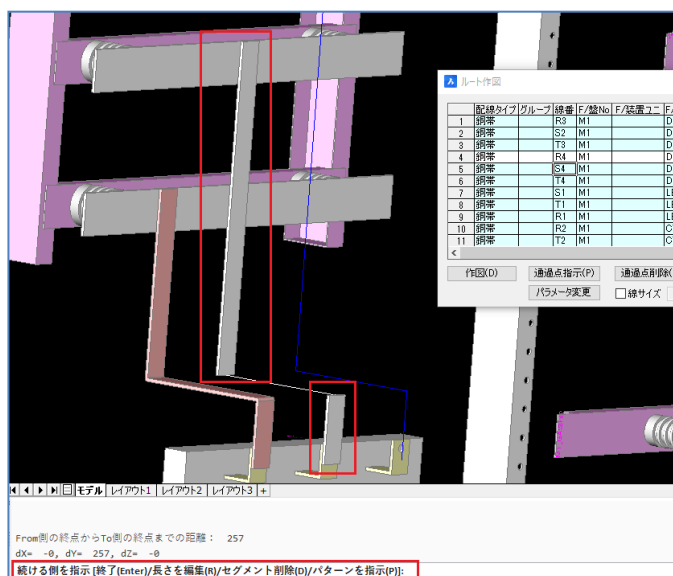 ルート作図
配線タイプ グループ 線番 F/盤No F/装置ユニ F/
1 銅帯 R3 M1 D
2 銅帯 S2 M1 D
3 銅帯 T3 M1 D
4 銅帯 R4 M1 D
5 銅帯 S4 M1 D
6 銅帯 T4 M1 D
7 銅帯 S1 M1 LE
8 銅帯 T1 M1 LE
9 銅帯 R1 M1 LE
10 銅帯 R2 M1 C
11 銅帯 T2 M1 C
作図(D) 通過点指示(P) 通過点削除(
パラメータ変更 線サイズ
モデル レイアウト1 レイアウト2 レイアウト3 +
From側の終点からTo側の終点までの距離： 257
dX= -0, dY= 257, dZ= -0
続ける側を指示 [終了(Enter)/長さを編集(R)/セグメント削除(D)/パターンを指示(P)]: